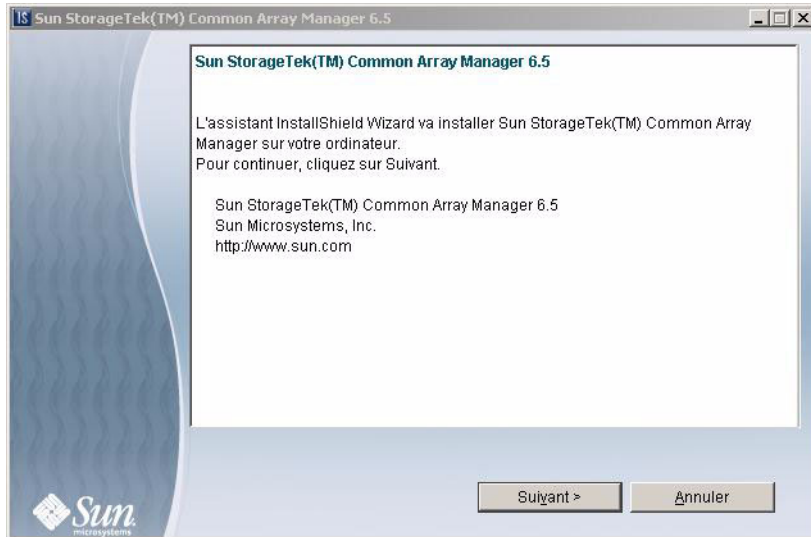 Sun StorageTek(TM) Common Array Manager 6.5
Sun StorageTek(TM) Common Array Manager 6.5
L'assistant InstallShield Wizard va installer Sun StorageTek(TM) Common Array
Manager sur votre ordinateur.
Pour continuer, cliquez sur Suivant.
Sun StorageTek(TM) Common Array Manager 6.5
Sun Microsystems, Inc.
http://www.sun.com
Suivant >
Annuler
Sun
microsystems